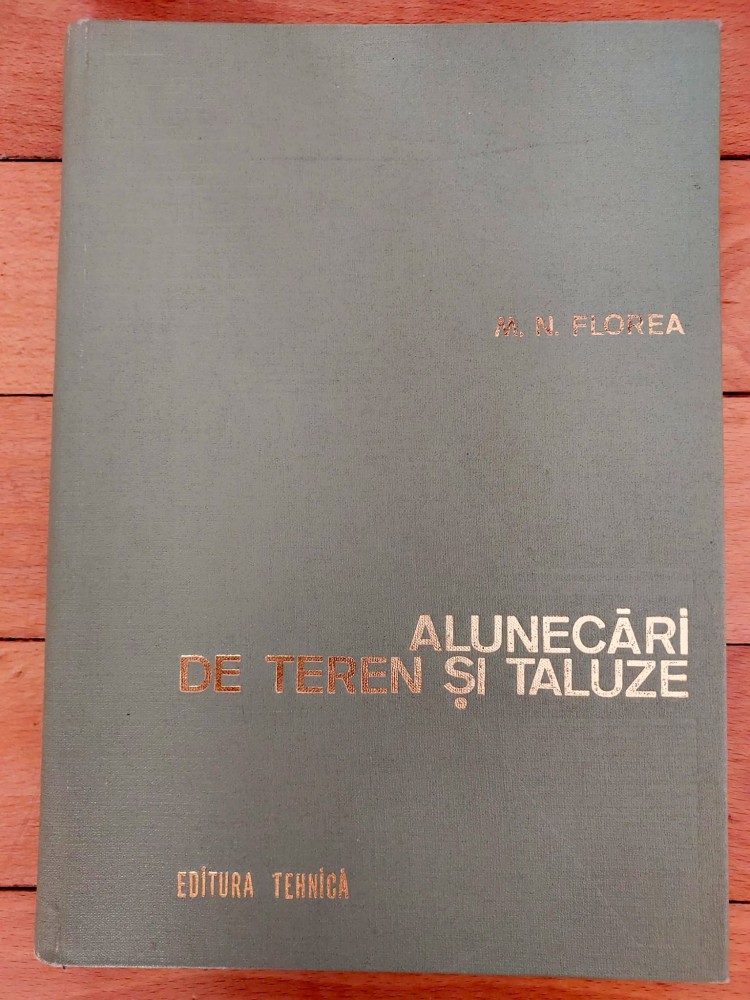 M. N. FLOREA
ALUNECĂRI
DE TEREN ȘI TALUZE
EDITURA TEHNICĂ